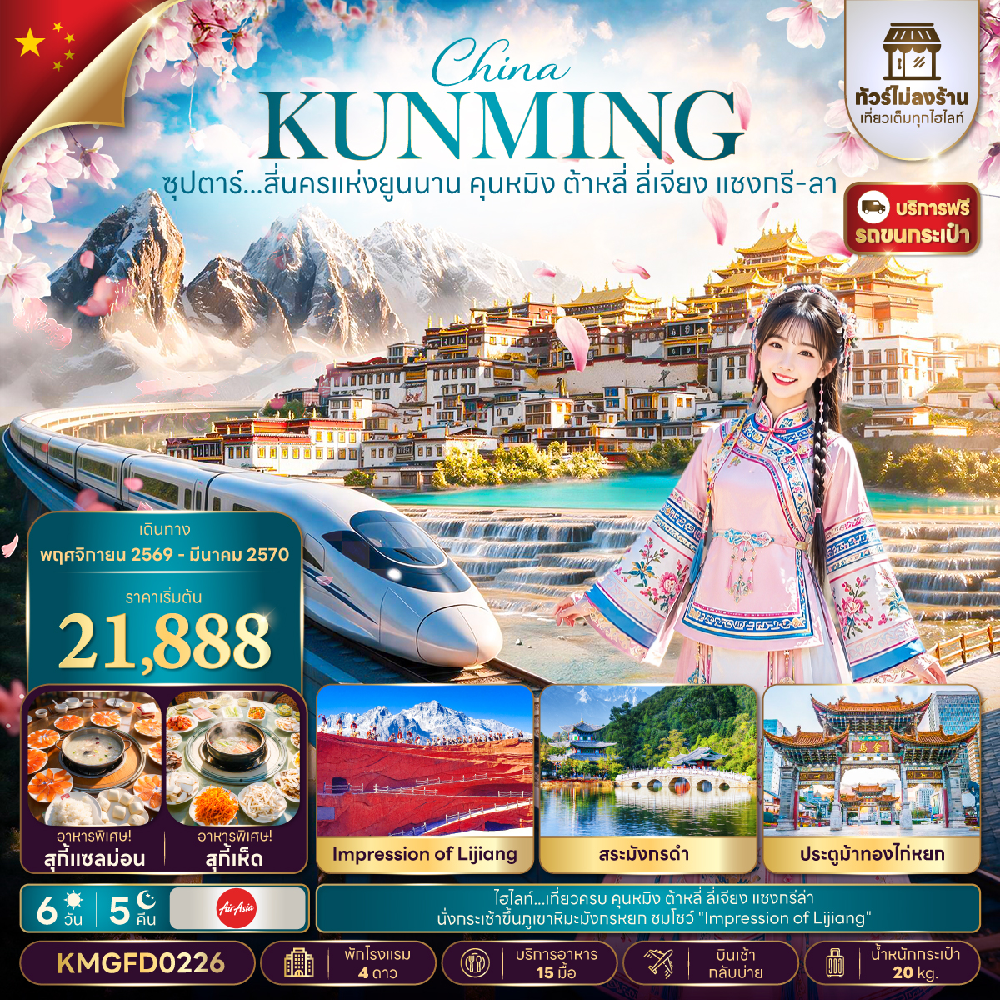 China
KUNMING
ซุปตาร์...สี่นครแห่งยูนนาน คุนหมิง ต้าหลี่ ลี่เจียง แชงกรี-ลา
ทัวร์ไม่ลงร้าน
เที่ยวเต็มทุกไฮไลท์
บริการฟรี
รถขนกระเป๋า
เดินทาง
พฤศจิกายน 2569 - มีนาคม 2570
ราคาเริ่มต้น
21,888
อาหารพิเศษ!
สุกี้แซลม่อน
อาหารพิเศษ!
สุกี้เห็ด
Impression of Lijiang
สระมังกรดำ
ประตูม้าทองไก่หยก
6 วัน
5 คืน
AirAsia
ไฮไลท์...เที่ยวครบ คุนหมิง ต้าหลี่ ลี่เจียง แชงกรีล่า
นั่งกระเช้าขึ้นภูเขาหิมะมังกรหยก ชมโชว์ "Impression of Lijiang"
KMGFD0226
พักโรงแรม
4 ดาว
บริการอาหาร
15 มื้อ
บินเช้า
กลับบ่าย
น้ำหนักกระเป๋า
20 kg.